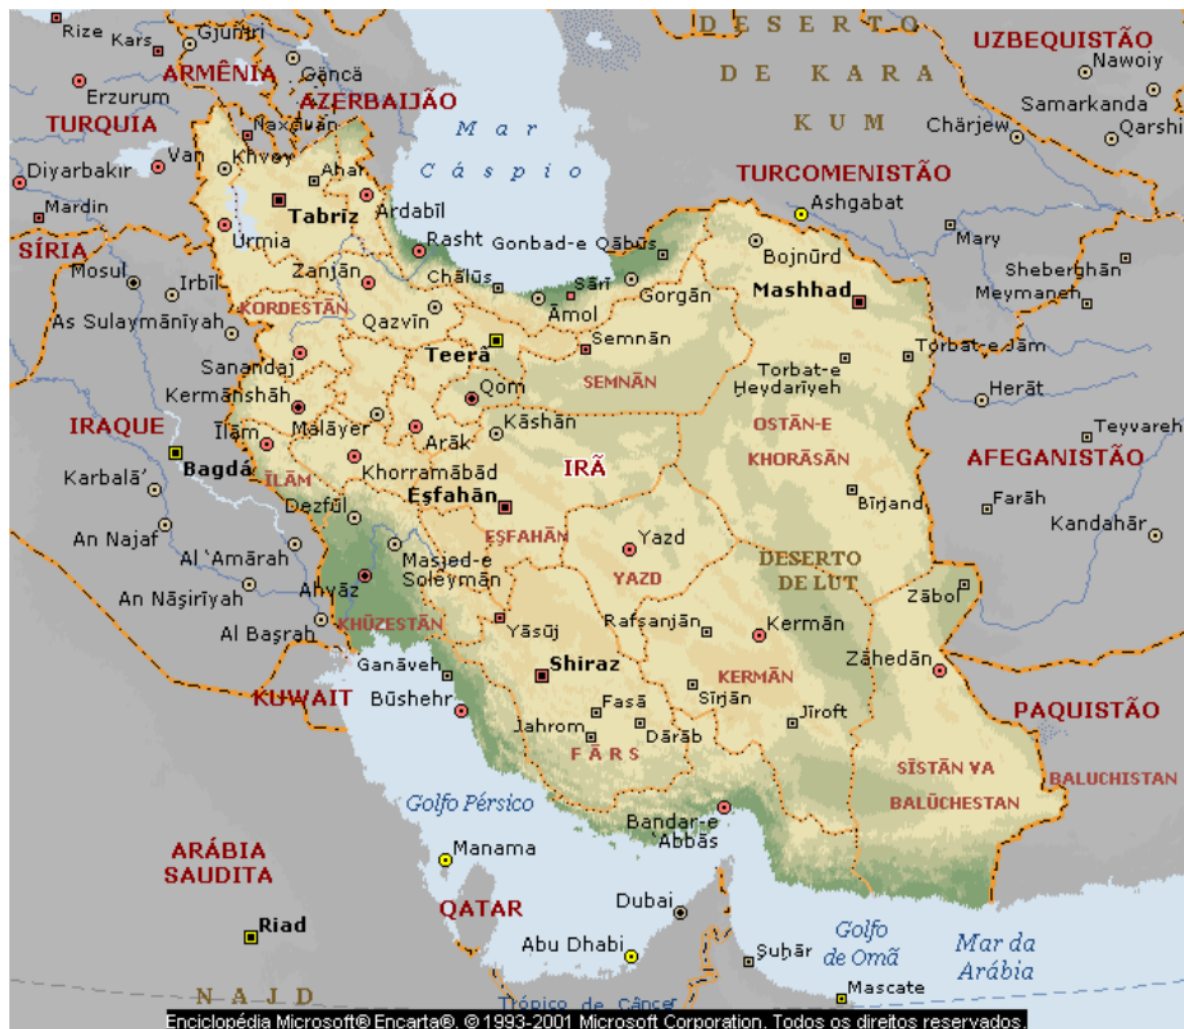 DESERTO
DE KARA
KUM
UZBEQUISTÃO
Nawoiy
Samarkanda
Qarshi
Chärjew
Rize
Kars
Gjumri
ARMÊNIA
Gäncä
Erzurum
AZERBAIJÃO
TURQUIA
Naxåvån
Mar
Cáspio
Van
Khvoy
Ahar
Diyarbakır
TURCOMENISTÃO
Ashgabat
Mardin
Tabriz
Ardabīl
Mary
SÍRIA
Urmia
Rasht
Gonbad-e Qābūs
Bojnūrd
Sheberghān
Mosul
Irbīl
Zanjān
Chālūs
Sārī
Gorgān
Mashhad
Meymaneh
KORDESTĀN
Āmol
As Sulaymānīyah
Qazvīn
Teerã
Semnān
Torbat-e Jām
Sanandaj
Torbat-e
Ḩeydarīyeh
Qom
SEMNĀN
Herāt
Kermānshāh
Malāyer
Kāshān
OSTĀN-E
KHORĀSĀN
IRAQUE
Īlām
Arāk
Teyvareh
Bagdá
Khorramābād
IRÃ
AFEGANISTÃO
Karbalā’
ĪLĀM
Eşfahān
Bīrjand
Farāh
Dezfūl
An Najaf
EŞFAHĀN
Yazd
Kandahār
Al ‘Amārah
Masjed-e
Soleymān
DESERTO
DE LUT
Ahvāz
YAZD
Zābol
An Nāşirīyah
KHŪZESTĀN
Al Başrah
Yāsūj
Rafsanjān
Kermān
Ganāveh
Shiraz
KERMĀN
Zāhedān
KUWAIT
Būshehr
Sīrjān
Fasā
PAQUISTÃO
Jahrom
Dārāb
Jīroft
FĀRS
SĪSTĀN VA
BALŪCHESTAN
BALUCHISTAN
Golfo Pérsico
Bandar-e
‘Abbās
ARÁBIA
SAUDITA
Manama
QATAR
Dubai
Riad
Abu Dhabi
Golfo
de Omã
Mar da
Arábia
Şuḩār
Mascate
NAJD
Trópico de Câncer
Enciclopédia Microsoft® Encarta®. © 1993-2001 Microsoft Corporation. Todos os direitos reservados.